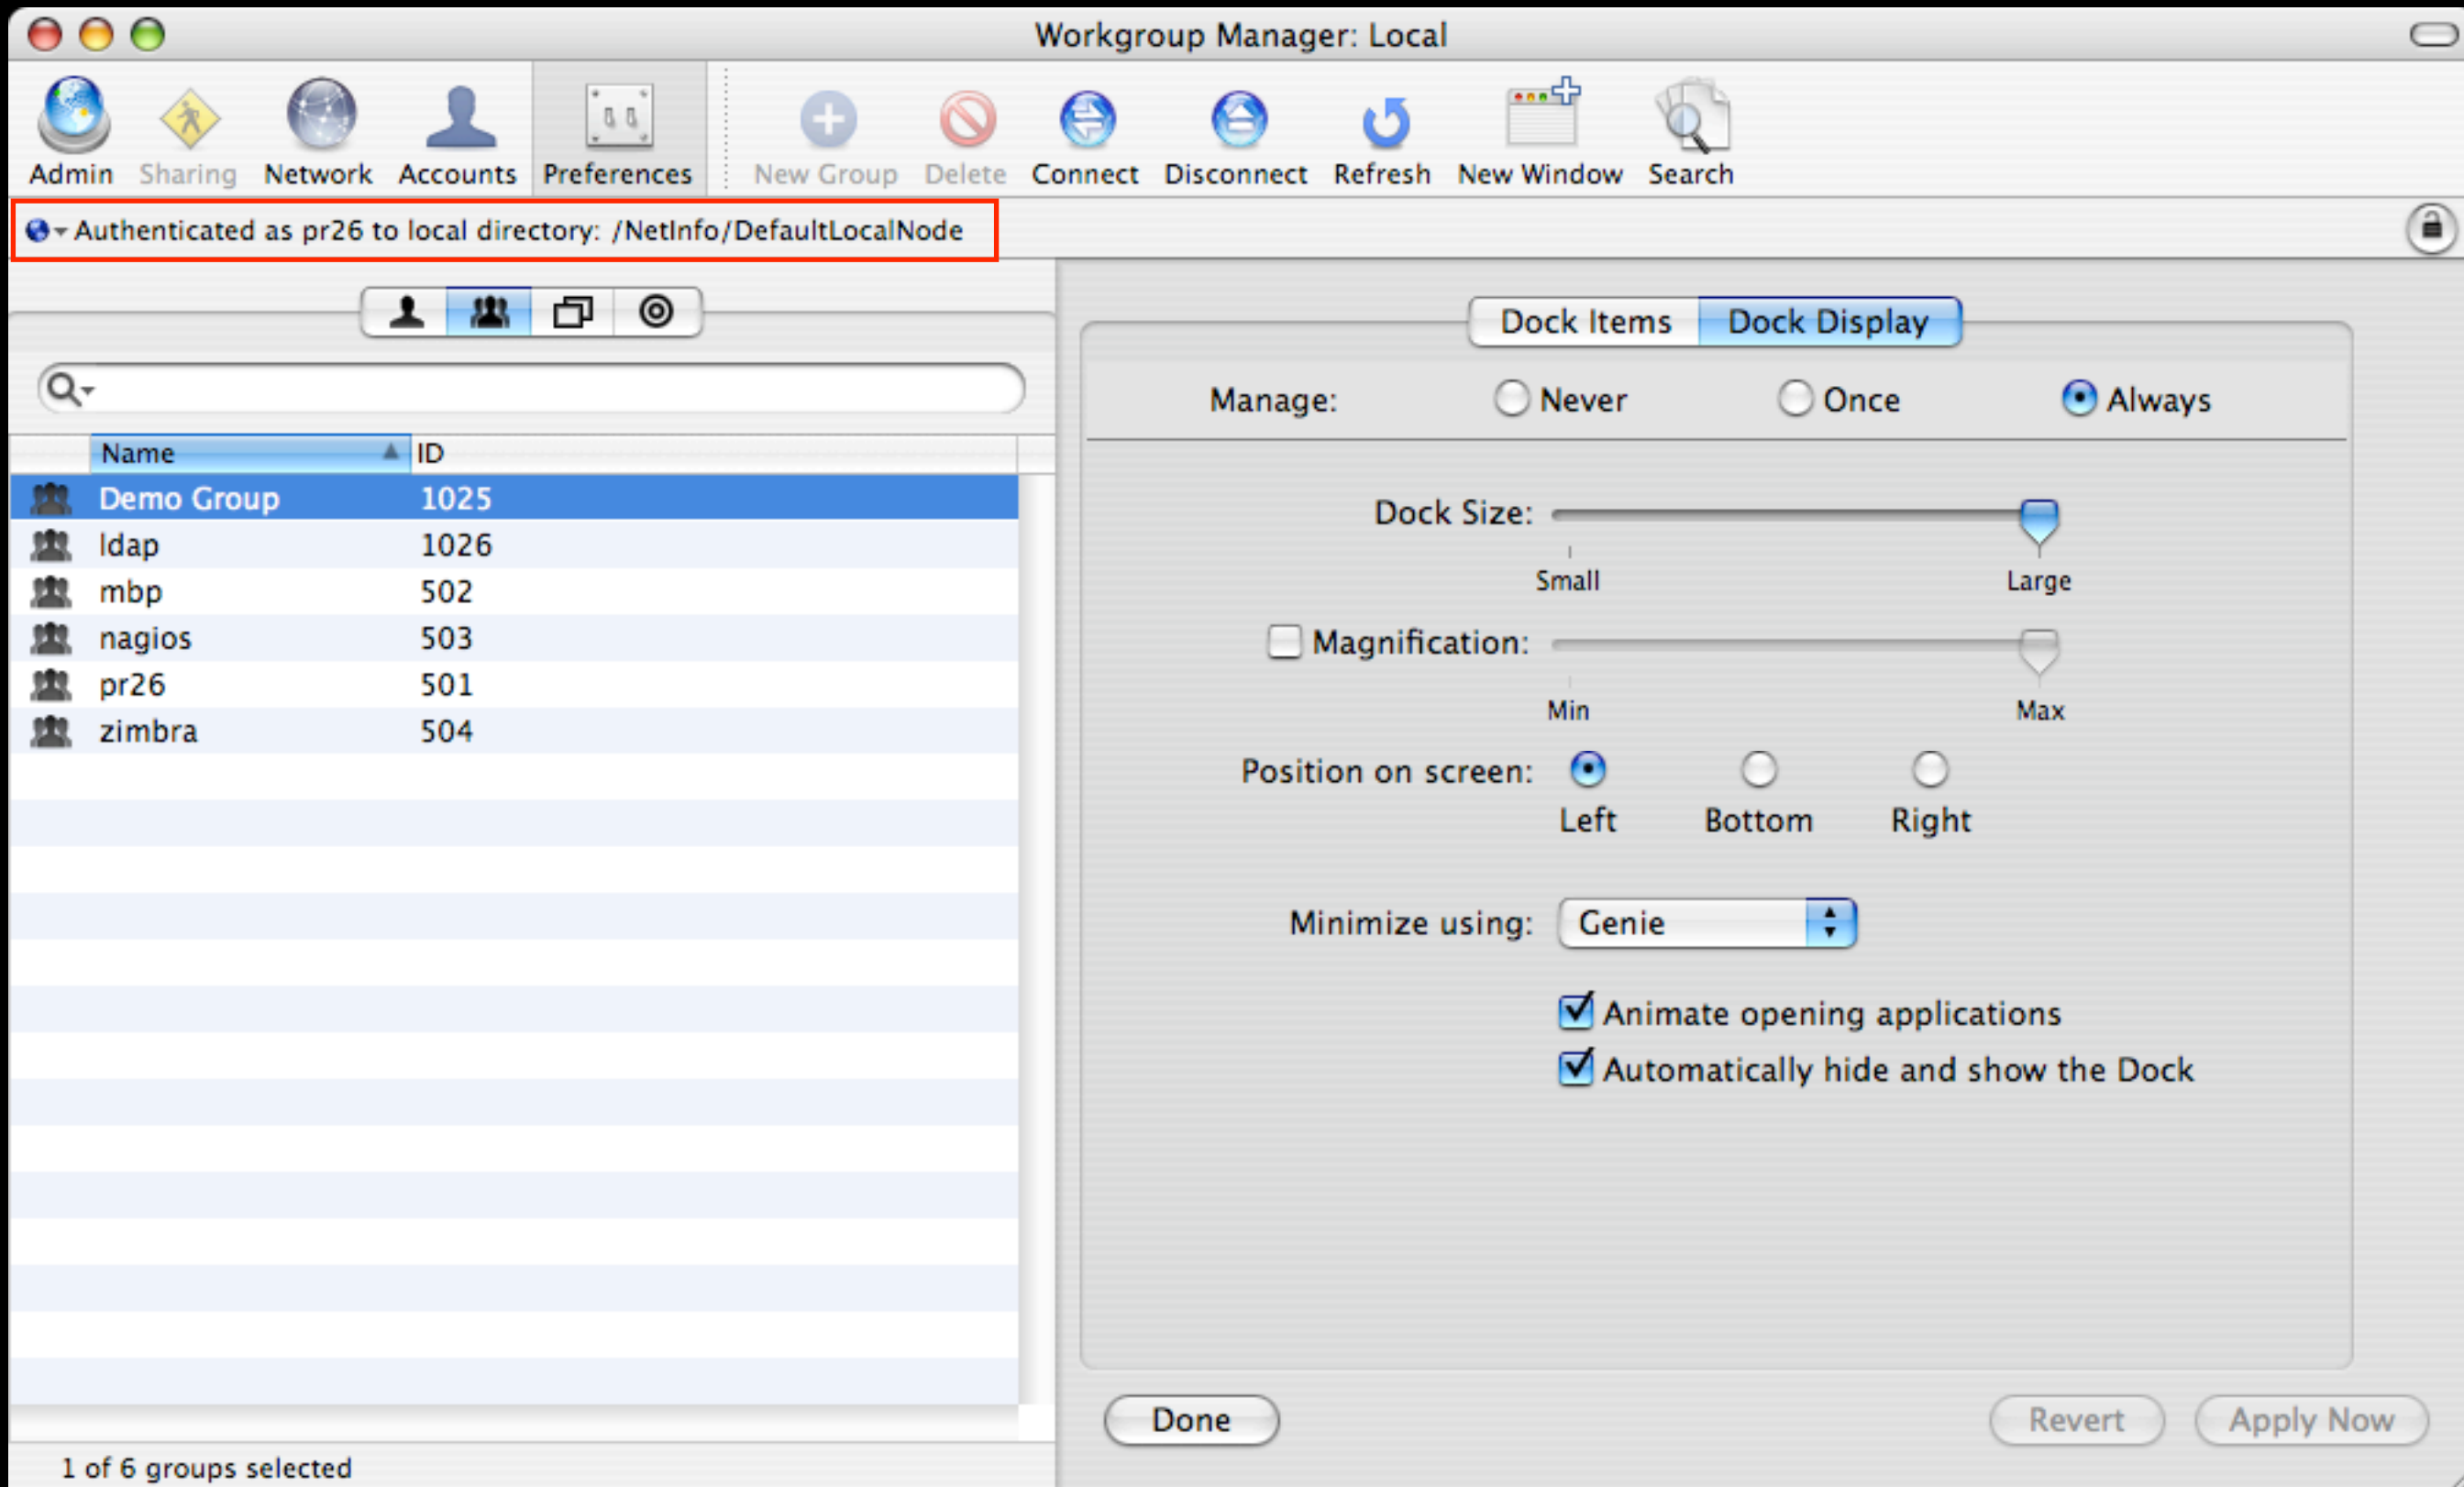 Workgroup Manager: Local
Admin Sharing Network Accounts Preferences New Group Delete Connect Disconnect Refresh New Window Search
Authenticated as pr26 to local directory: /NetInfo/DefaultLocalNode
Name ID
Demo Group 1025
ldap 1026
mbp 502
nagios 503
pr26 501
zimbra 504
1 of 6 groups selected
Dock Items Dock Display
Manage: Never Once Always
Dock Size:
Small Large
Magnification:
Min Max
Position on screen:
Left Bottom Right
Minimize using: Genie
Animate opening applications
Automatically hide and show the Dock
Done Revert Apply Now